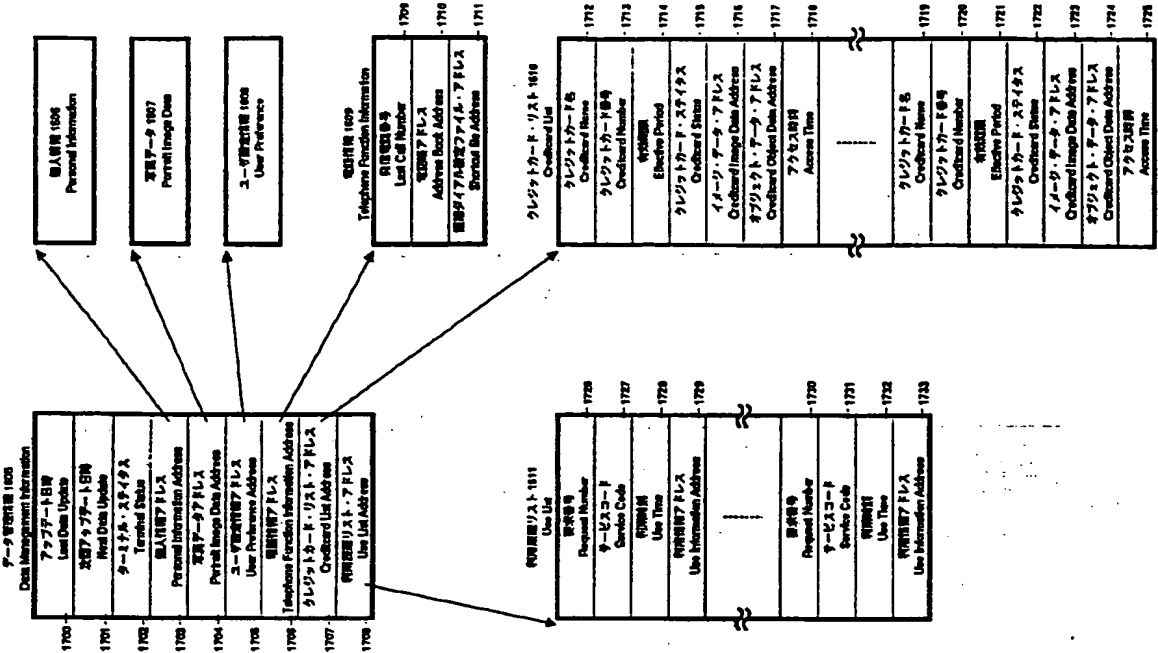 データ管理情報 1605
Data Management Information
1700
アップデート日時
Last Data Update
1701
次回アップデート日時
Next Data Update
1702
ターミナル・ステイタス
Terminal Status
1703
個人情報アドレス
Personal Information Address
1704
写真データアドレス
Portrait Image Data Address
1705
ユーザ設定情報アドレス
User Preference Address
1706
電話情報アドレス
Telephone Function Information Address
1707
クレジットカード・リスト・アドレス
Creditcard List Address
1708
利用履歴リスト・アドレス
Use List Address
個人情報 1606
Personal Information
写真データ 1607
Portrait Image Data
ユーザ設定情報 1608
User Preference
電話情報 1609
Telephone Function Information
発信電話番号
Last Call Number
1709
電話帳アドレス
Address Book Address
1710
短縮ダイアル設定ファイル・アドレス
Shortcut file Address
1711
クレジットカード・リスト 1610
Creditcard List
クレジットカード名
Creditcard Name
1712
クレジットカード番号
Creditcard Number
1713
有効期限
Effective Period
1714
クレジットカード・ステイタス
Creditcard Status
1715
イメージ・データ・アドレス
Creditcard Image Data Address
1716
オブジェクト・データ・アドレス
Creditcard Object Data Address
1717
アクセス時刻
Access Time
1718
クレジットカード名
Creditcard Name
1719
クレジットカード番号
Creditcard Number
1720
有効期限
Effective Period
1721
クレジットカード・ステイタス
Creditcard Status
1722
イメージ・データ・アドレス
Creditcard Image Data Address
1723
オブジェクト・データ・アドレス
Creditcard Object Data Address
1724
アクセス時刻
Access Time
1725
利用履歴リスト 1611
Use List
要求番号
Request Number
1726
サービスコード
Service Code
1727
利用時刻
Use Time
1728
利用情報アドレス
Use Information Address
1729
要求番号
Request Number
1730
サービスコード
Service Code
1731
利用時刻
Use Time
1732
利用情報アドレス
Use Information Address
1733